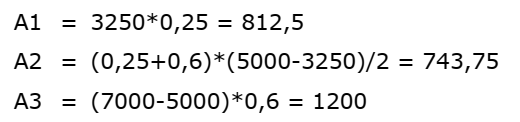 A1 = 3250*0,25 = 812,5
A2 = (0,25+0,6)*(5000-3250)/2 = 743,75
A3 = (7000-5000)*0,6 = 1200